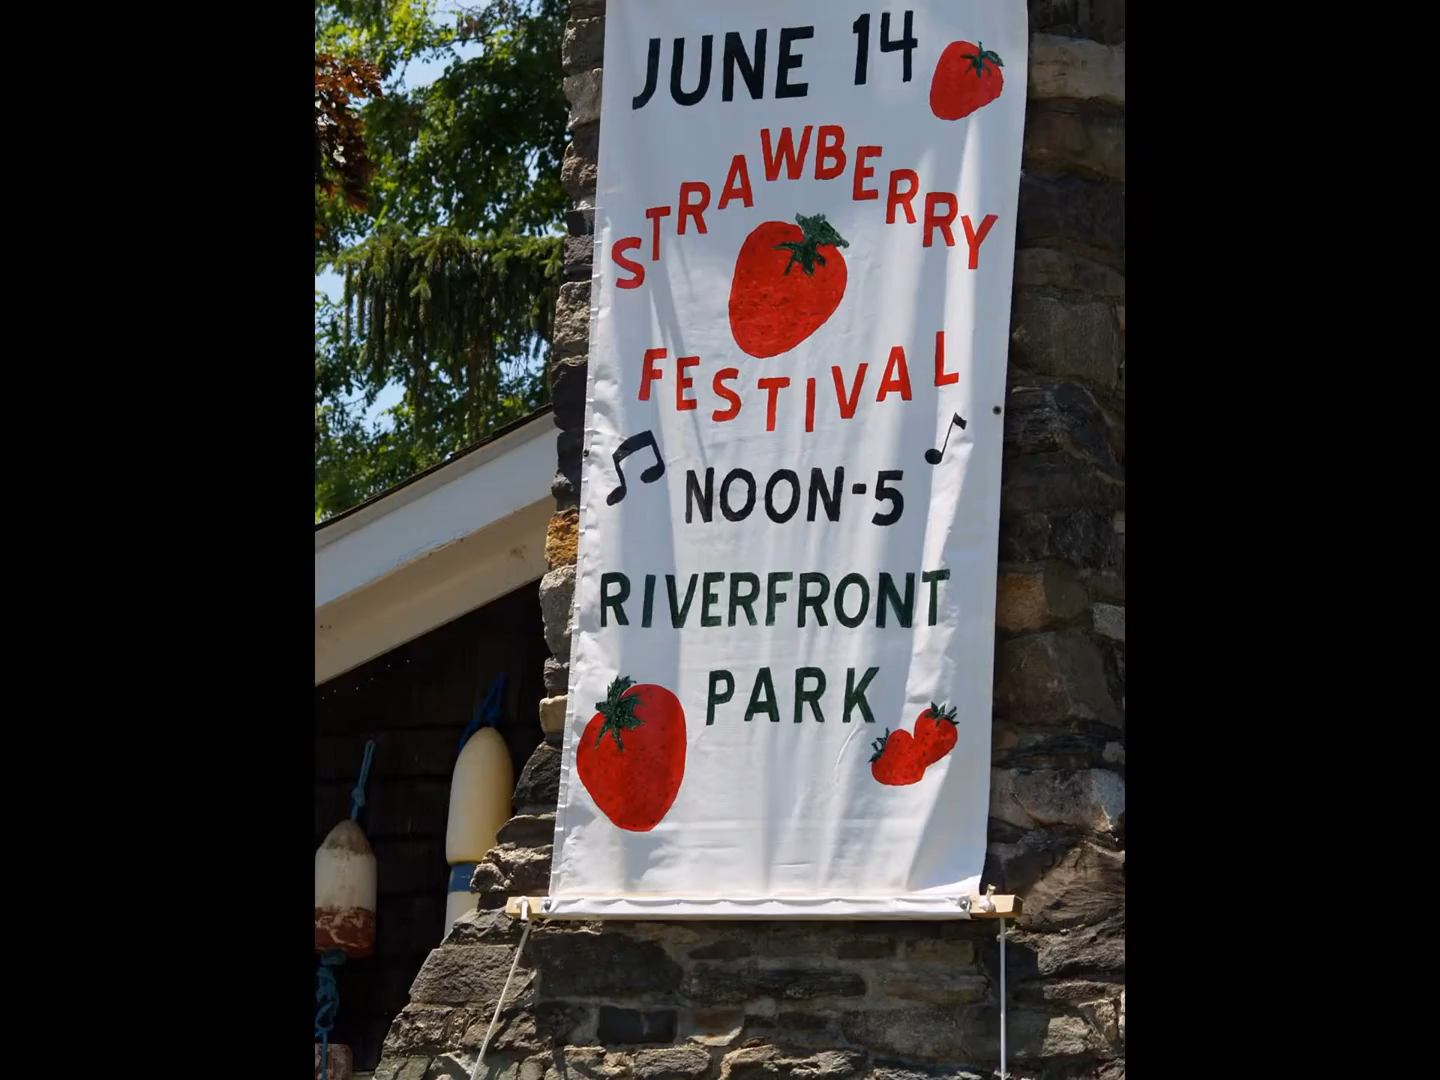 JUNE 14
STRAWBERRY
FESTIVAL
NOON-5
RIVERFRONT
PARK